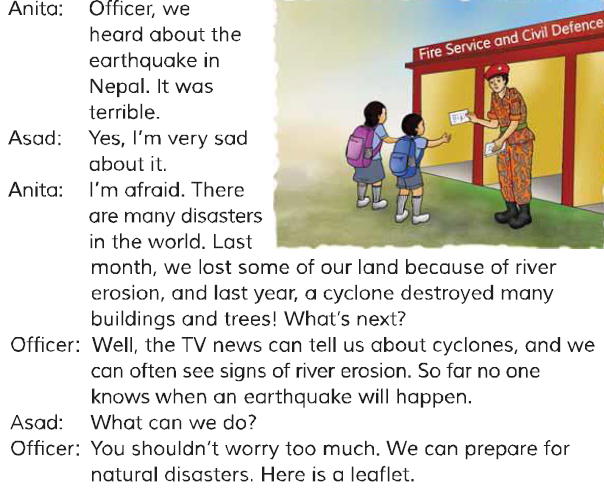 Anita: Officer, we
heard about the
earthquake in
Nepal. It was
terrible.
Asad: Yes, I'm very sad
about it.
Anita: I'm afraid. There
are many disasters
in the world. Last
month, we lost some of our land because of river
erosion, and last year, a cyclone destroyed many
buildings and trees! What's next?
Officer: Well, the TV news can tell us about cyclones, and we
can often see signs of river erosion. So far no one
knows when an earthquake will happen.
Asad: What can we do?
Officer: You shouldn't worry too much. We can prepare for
natural disasters. Here is a leaflet.
Fire Service and Civil Defence